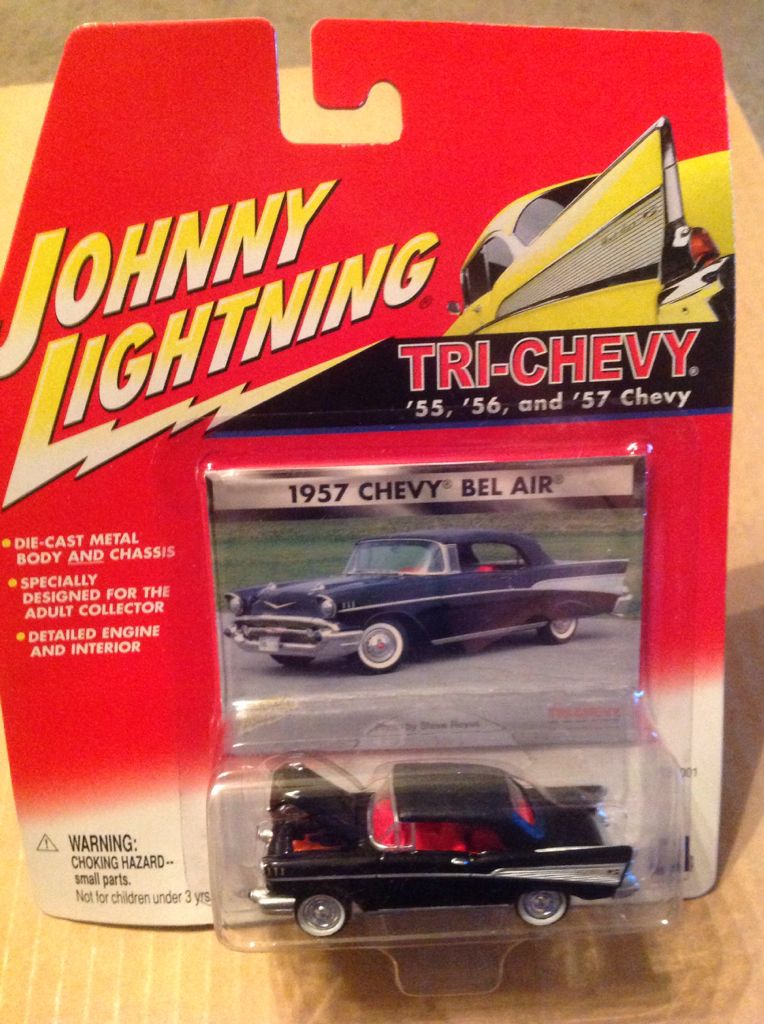 JOHNNY
LIGHTNING®
TRI-CHEVY®
'55, '56, and '57 Chevy
1957 CHEVY® BEL AIR®
• DIE-CAST METAL
BODY AND CHASSIS
• SPECIALLY
DESIGNED FOR THE
ADULT COLLECTOR
• DETAILED ENGINE
AND INTERIOR
by Steve
WARNING:
CHOKING HAZARD--
small parts.
Not for children under 3 yrs